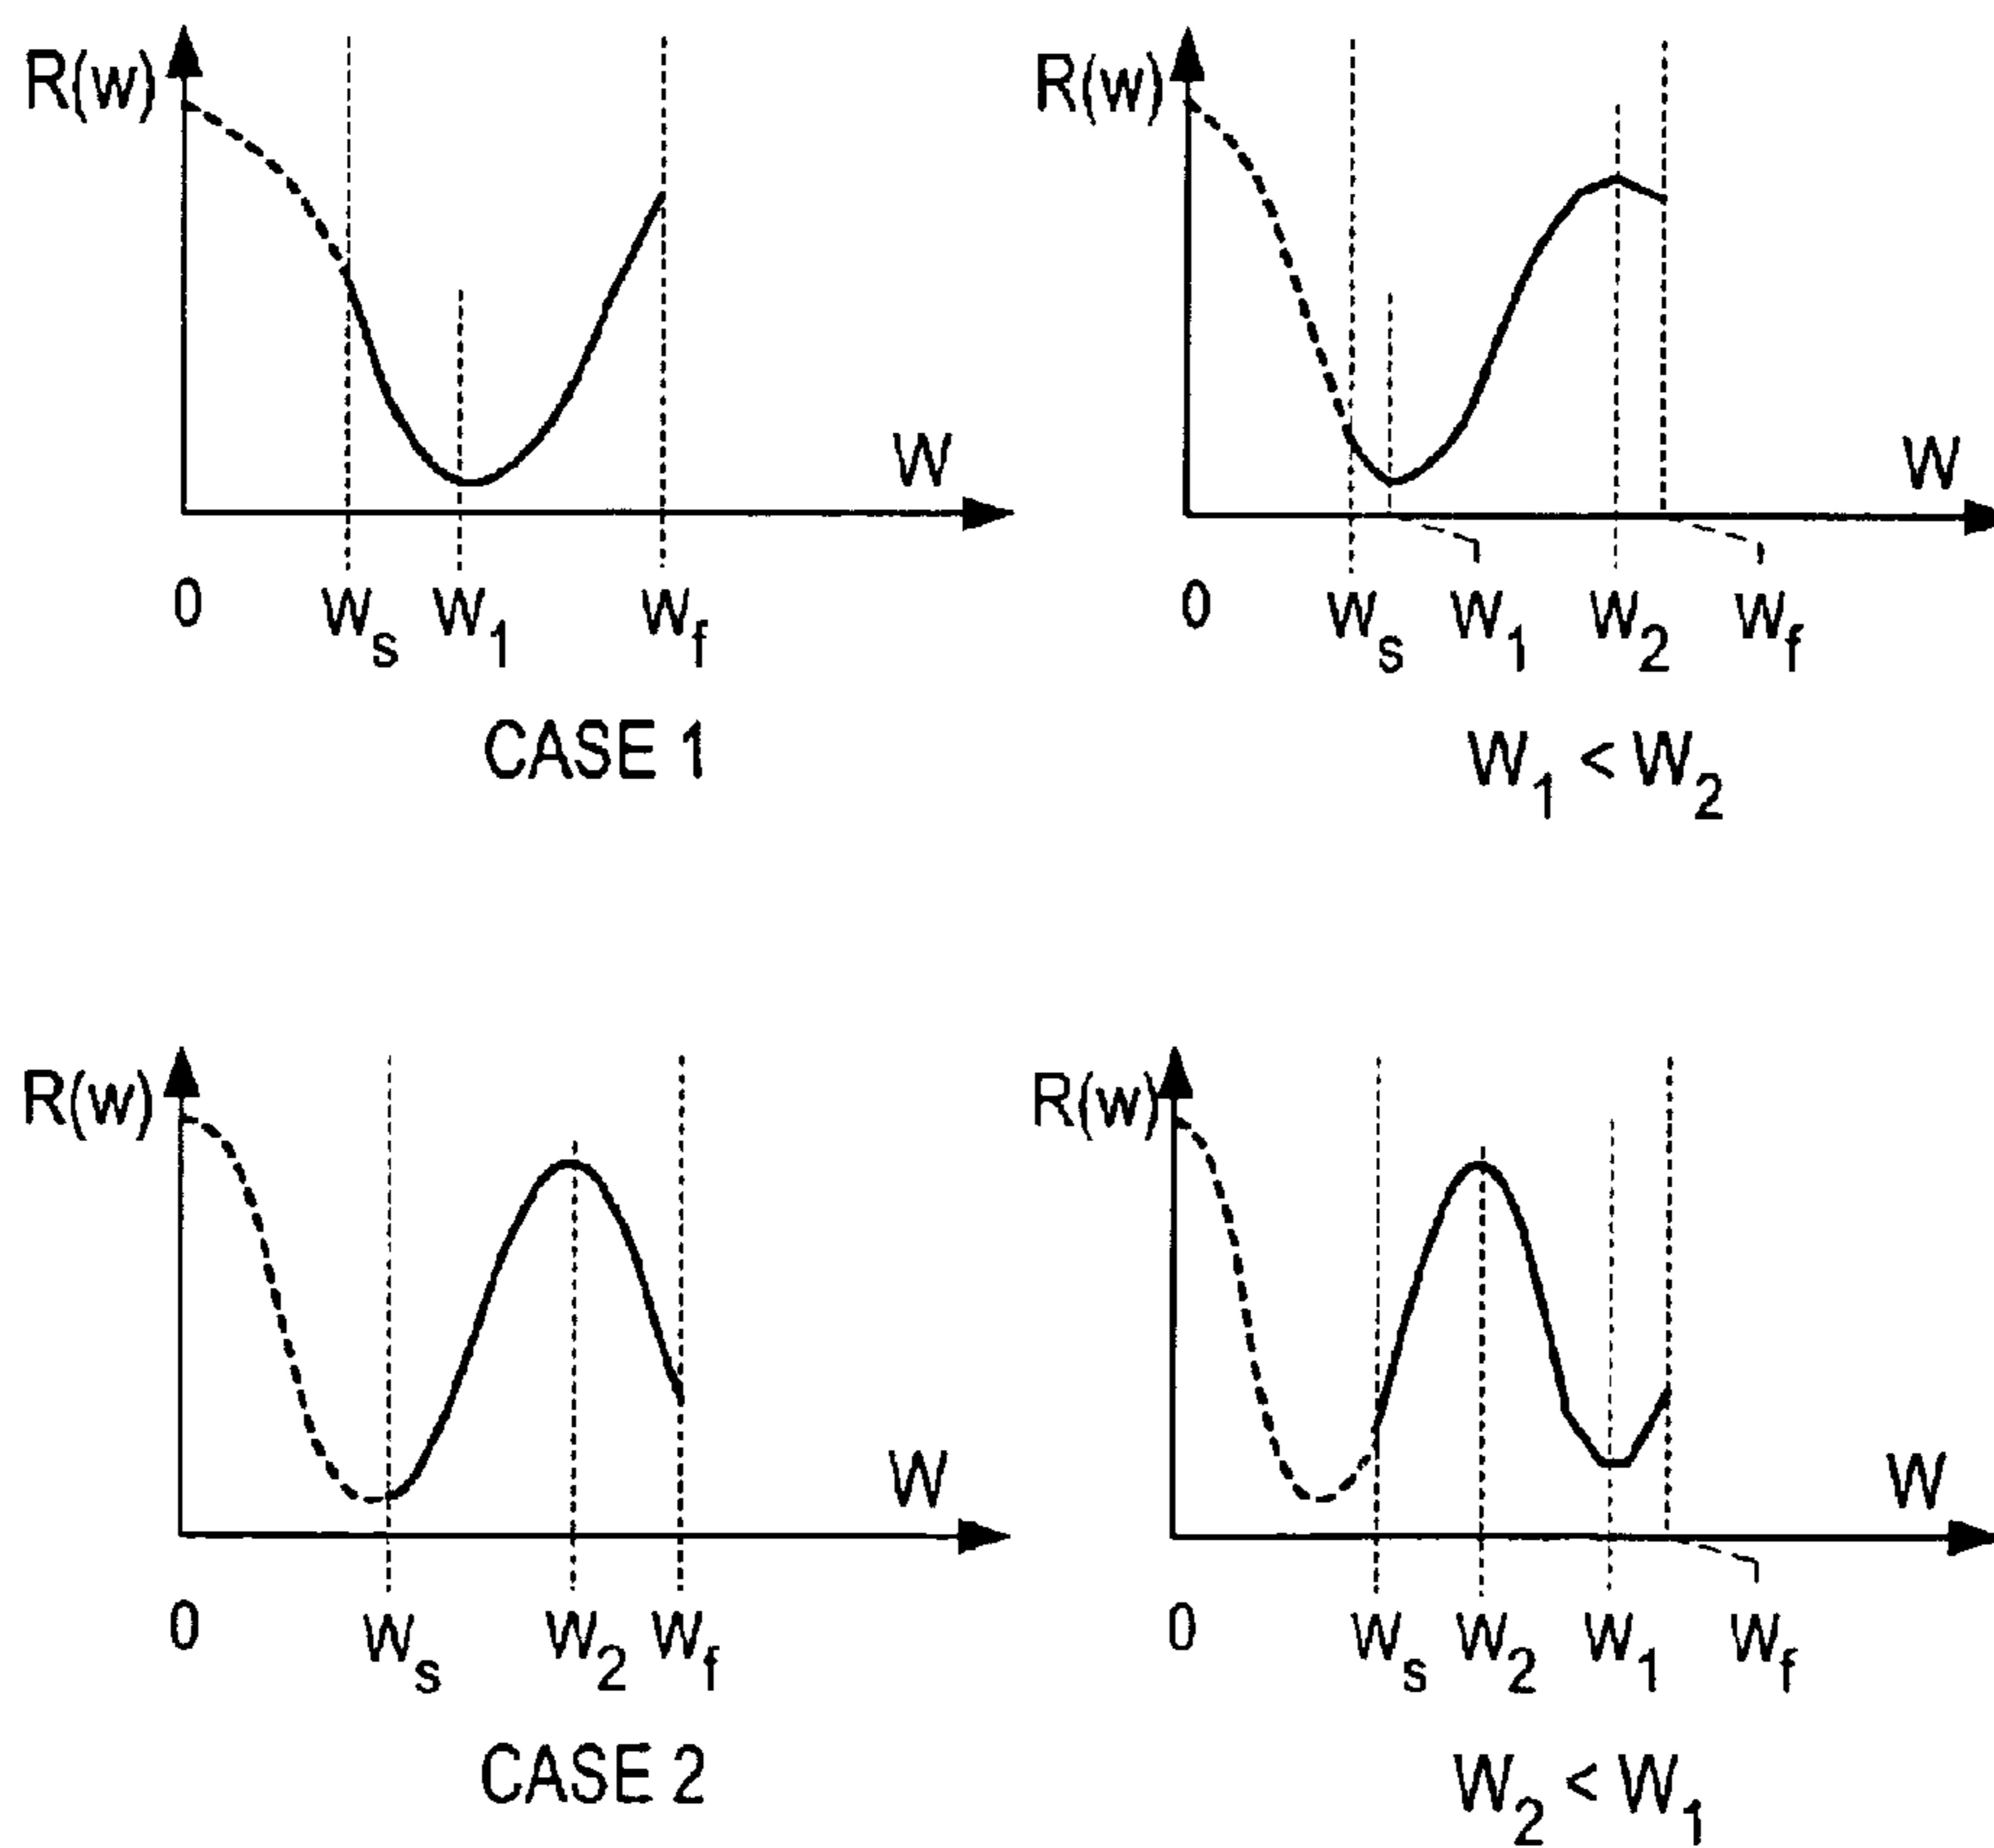 R(w)
W
0 Ws W1 Wf
CASE 1
R(w)
W
0 Ws W1 W2 Wf
W1 < W2
R(w)
W
0 Ws W2 Wf
CASE 2
R(w)
W
0 Ws W2 W1 Wf
W2 < W1